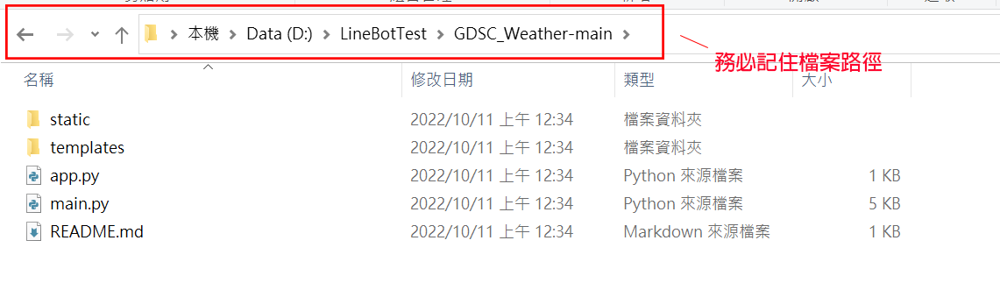 本機 > Data (D:) > LineBotTest > GDSC_Weather-main >
務必記住檔案路徑
名稱 修改日期 類型 大小
static 2022/10/11 上午 12:34 檔案資料夾
templates 2022/10/11 上午 12:34 檔案資料夾
app.py 2022/10/11 上午 12:34 Python 來源檔案 1 KB
main.py 2022/10/11 上午 12:34 Python 來源檔案 5 KB
README.md 2022/10/11 上午 12:34 Markdown 來源檔案 1 KB